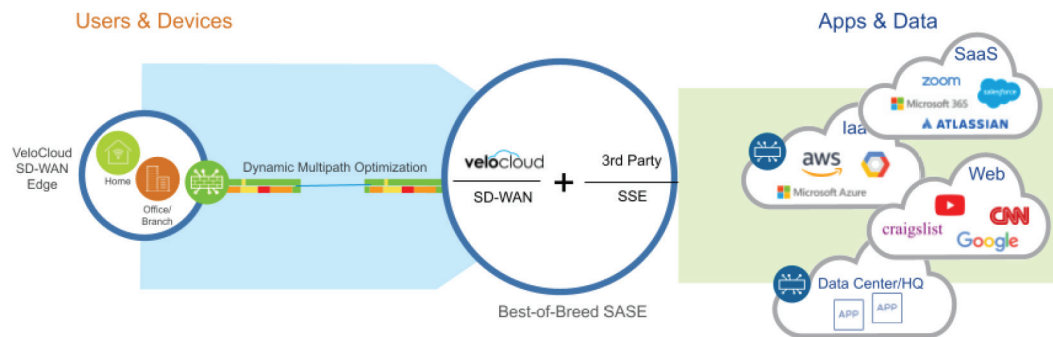 Users & Devices
Apps & Data
VeloCloud
SD-WAN
Edge
Home
Office/
Branch
Dynamic Multipath Optimization
velocloud
SD-WAN
+
3rd Party
SSE
Best-of-Breed SASE
SaaS
zoom
salesforce
Microsoft 365
ATLASSIAN
IaaS
aws
Microsoft Azure
Web
CNN
craigslist
Google
Data Center/HQ
APP
APP